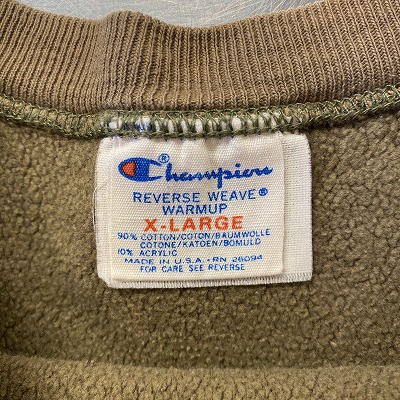 Champion®
REVERSE WEAVE®
WARMUP
X-LARGE
90% COTTON/COTON/BAUMWOLLE
COTONE/KATOEN/BOMULD
10% ACRYLIC
MADE IN U.S.A. • RN 26094
FOR CARE SEE REVERSE